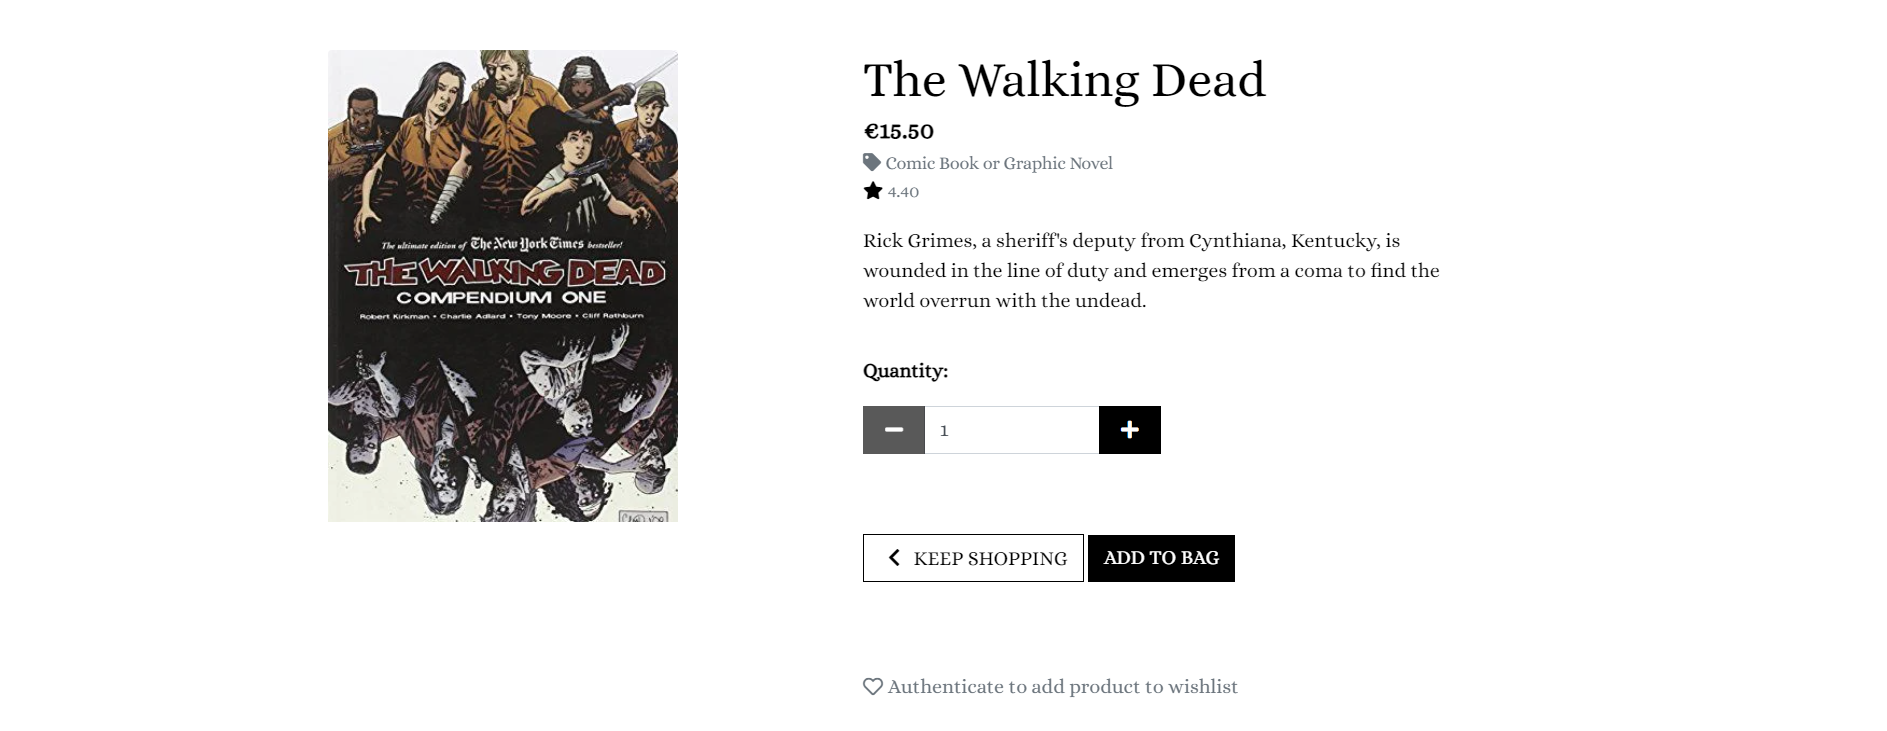 The ultimate edition of The New York Times bestseller!
THE WALKING DEAD
COMPENDIUM ONE
Robert Kirkman • Charlie Adlard • Tony Moore • Cliff Rathburn
The Walking Dead
€15.50
Comic Book or Graphic Novel
4.40
Rick Grimes, a sheriff's deputy from Cynthiana, Kentucky, is
wounded in the line of duty and emerges from a coma to find the
world overrun with the undead.
Quantity:
1
KEEP SHOPPING
ADD TO BAG
Authenticate to add product to wishlist